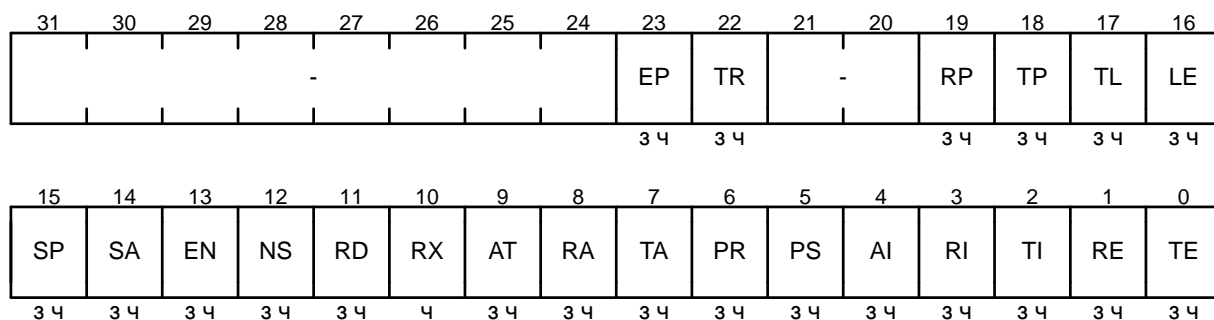 31 30 29 28 27 26 25 24 23 22 21 20 19 18 17 16
- EP TR - RP TP TL LE
З Ч З Ч З Ч З Ч З Ч З Ч
15 14 13 12 11 10 9 8 7 6 5 4 3 2 1 0
SP SA EN NS RD RX AT RA TA PR PS AI RI TI RE TE
З Ч З Ч З Ч З Ч З Ч Ч З Ч З Ч З Ч З Ч З Ч З Ч З Ч З Ч З Ч З Ч